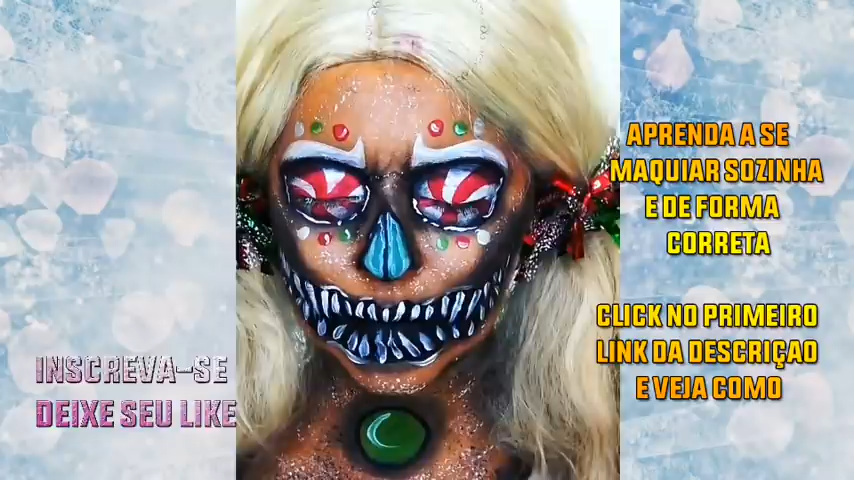 INSCREVA-SE
DEIXE SEU LIKE
APRENDA A SE
MAQUIAR SOZINHA
E DE FORMA
CORRETA
CLICK NO PRIMEIRO
LINK DA DESCRIÇAO
E VEJA COMO